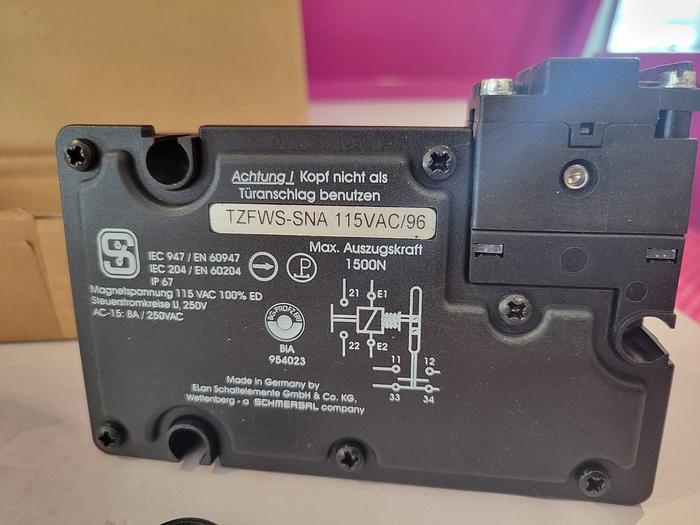 Achtung! Kopf nicht als
Türanschlag benutzen
TZFWS-SNA 115VAC/96
Max. Auszugskraft
1500N
IEC 947 / EN 60947
IEC 204 / EN 60204
IP 67
Magnetspannung 115 VAC 100% ED
Steuerstromkreise U, 250V
AC-15: 8A / 250VAC
BG-PRÜFZERT
BIA
954023
21 E1
22 E2
11 12
33 34
Made in Germany by
ELan Schaltelemente GmbH & Co. KG,
Wettenberg - a SCHMERSAL company